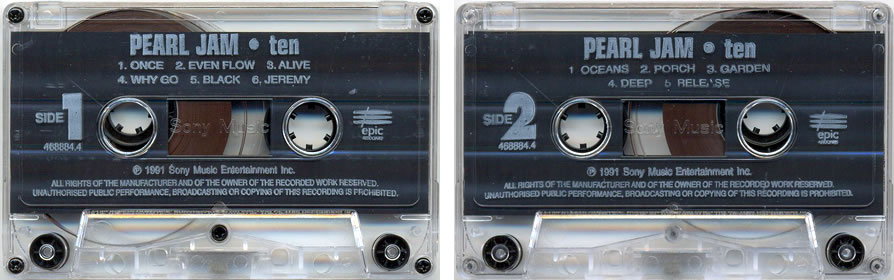 PEARL JAM • ten
1. ONCE 2. EVEN FLOW 3. ALIVE
4. WHY GO 5. BLACK 6. JEREMY
SIDE 1
468884.4
Sony Music
epic
℗ 1991 Sony Music Entertainment Inc.
ALL RIGHTS OF THE MANUFACTURER AND OF THE OWNER OF THE RECORDED WORK RESERVED.
UNAUTHORISED PUBLIC PERFORMANCE, BROADCASTING OR COPYING OF THIS RECORDING IS PROHIBITED.
PEARL JAM • ten
1 OCEANS 2. PORCH 3. GARDEN
4. DEEP 5 RELEASE
SIDE 2
468884.4
Sony Music
epic
℗ 1991 Sony Music Entertainment Inc.
ALL RIGHTS OF THE MANUFACTURER AND OF THE OWNER OF THE RECORDED WORK RESERVED.
UNAUTHORISED PUBLIC PERFORMANCE, BROADCASTING OR COPYING OF THIS RECORDING IS PROHIBITED.